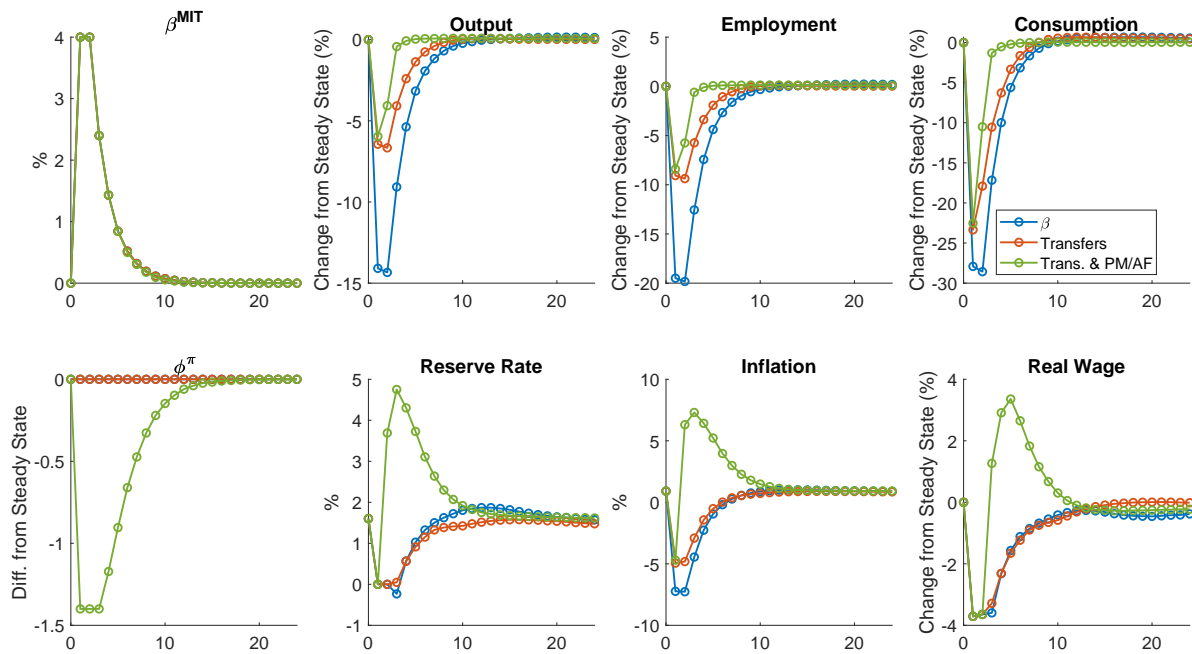 β^MIT
%
4
3
2
1
0
0 10 20
Output
Change from Steady State (%)
0
-5
-10
-15
0 10 20
Employment
Change from Steady State (%)
5
0
-5
-10
-15
-20
0 10 20
Consumption
Change from Steady State (%)
0
-5
-10
-15
-20
-25
-30
0 10 20
β
Transfers
Trans. & PM/AF
ϕ^π
Diff. from Steady State
0
-0.5
-1
-1.5
0 10 20
Reserve Rate
%
5
4
3
2
1
0
-1
0 10 20
Inflation
%
10
5
0
-5
-10
0 10 20
Real Wage
Change from Steady State (%)
4
2
0
-2
-4
0 10 20